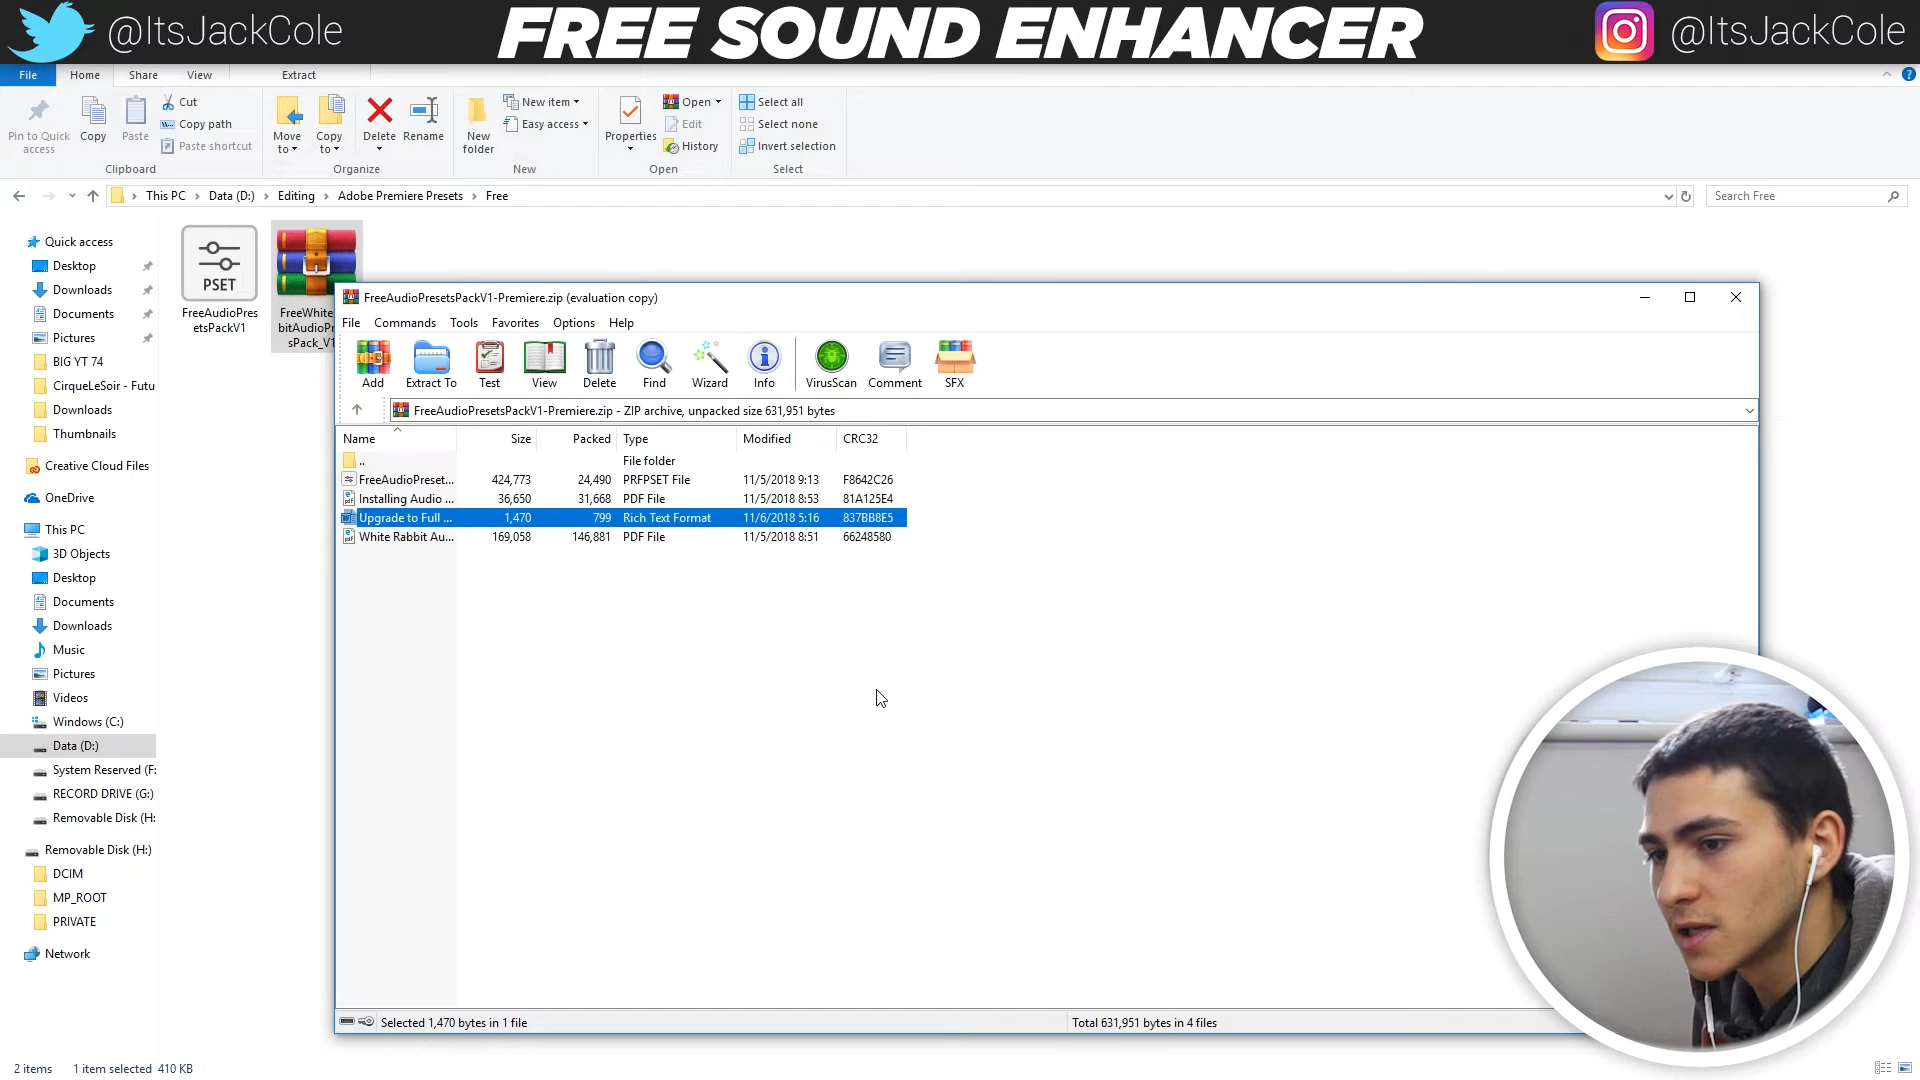 @ItsJackCole
FREE SOUND ENHANCER
@ItsJackCole
File Home Share View Extract
Pin to Quick access
Copy
Paste
Cut
Copy path
Paste shortcut
Clipboard
Move to
Copy to
Delete
Rename
Organize
New folder
New item
Easy access
New
Properties
Open
Edit
History
Open
Select all
Select none
Invert selection
Select
This PC > Data (D:) > Editing > Adobe Premiere Presets > Free
Search Free
Quick access
Desktop
Downloads
Documents
Pictures
BIG YT 74
CirqueLeSoir - Futu
Downloads
Thumbnails
Creative Cloud Files
OneDrive
This PC
3D Objects
Desktop
Documents
Downloads
Music
Pictures
Videos
Windows (C:)
Data (D:)
System Reserved (F:
RECORD DRIVE (G:)
Removable Disk (H:
Removable Disk (H:)
DCIM
MP_ROOT
PRIVATE
Network
PSET
FreeAudioPres
etsPackV1
FreeWhite
bitAudioPr
sPack_V1
FreeAudioPresetsPackV1-Premiere.zip (evaluation copy)
File Commands Tools Favorites Options Help
Add Extract To Test View Delete Find Wizard Info VirusScan Comment SFX
FreeAudioPresetsPackV1-Premiere.zip - ZIP archive, unpacked size 631,951 bytes
Name Size Packed Type Modified CRC32
.. File folder
FreeAudioPreset... 424,773 24,490 PRFPSET File 11/5/2018 9:13 F8642C26
Installing Audio ... 36,650 31,668 PDF File 11/5/2018 8:53 81A125E4
Upgrade to Full ... 1,470 799 Rich Text Format 11/6/2018 5:16 837BB8E5
White Rabbit Au... 169,058 146,881 PDF File 11/5/2018 8:51 66248580
Selected 1,470 bytes in 1 file
Total 631,951 bytes in 4 files
2 items 1 item selected 410 KB